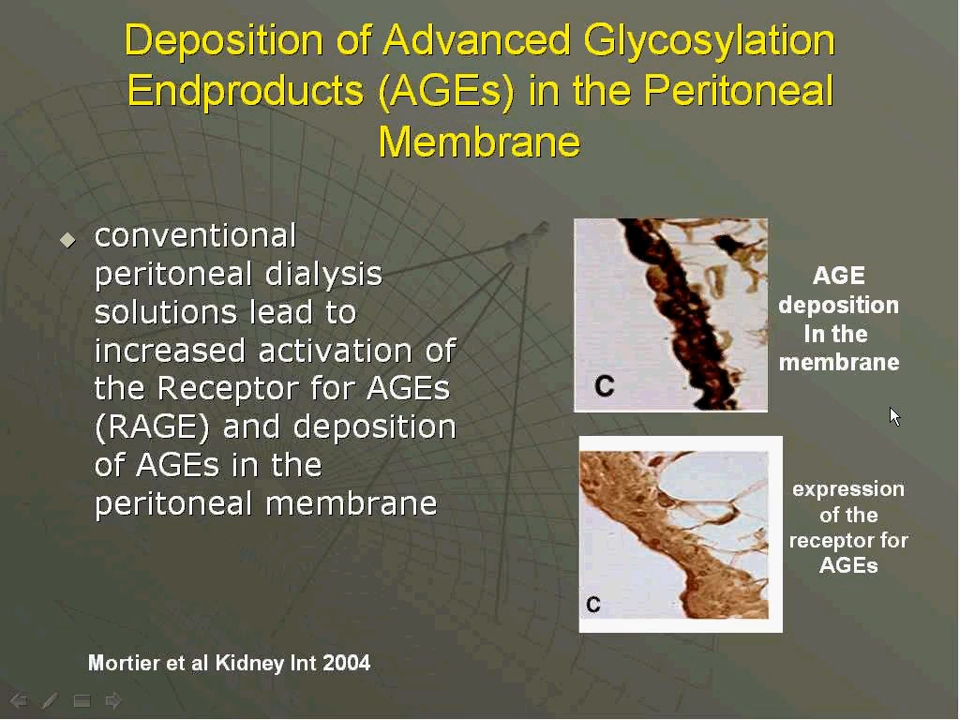 Deposition of Advanced Glycosylation
Endproducts (AGEs) in the Peritoneal
Membrane
conventional
peritoneal dialysis
solutions lead to
increased activation of
the Receptor for AGEs
(RAGE) and deposition
of AGEs in the
peritoneal membrane
C
AGE
deposition
In the
membrane
C
expression
of the
receptor for
AGEs
Mortier et al Kidney Int 2004